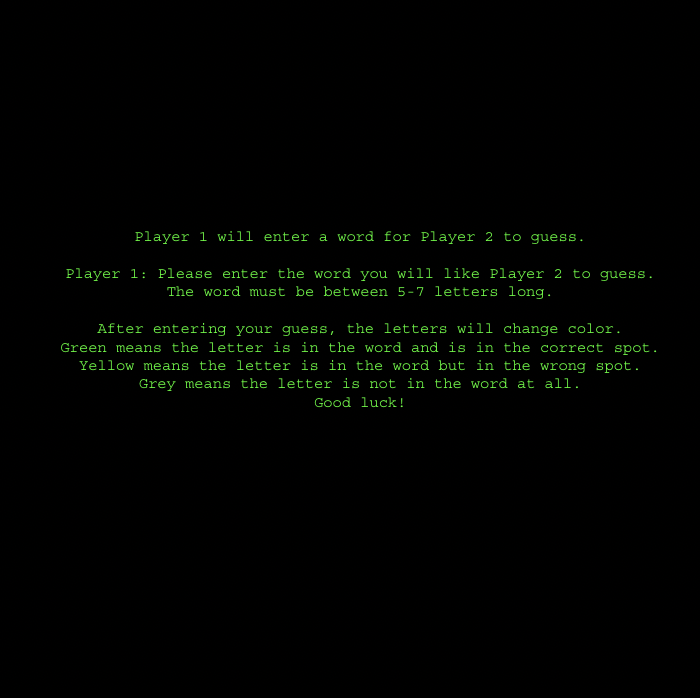 Player 1 will enter a word for Player 2 to guess.
Player 1: Please enter the word you will like Player 2 to guess.
The word must be between 5-7 letters long.
After entering your guess, the letters will change color.
Green means the letter is in the word and is in the correct spot.
Yellow means the letter is in the word but in the wrong spot.
Grey means the letter is not in the word at all.
Good luck!